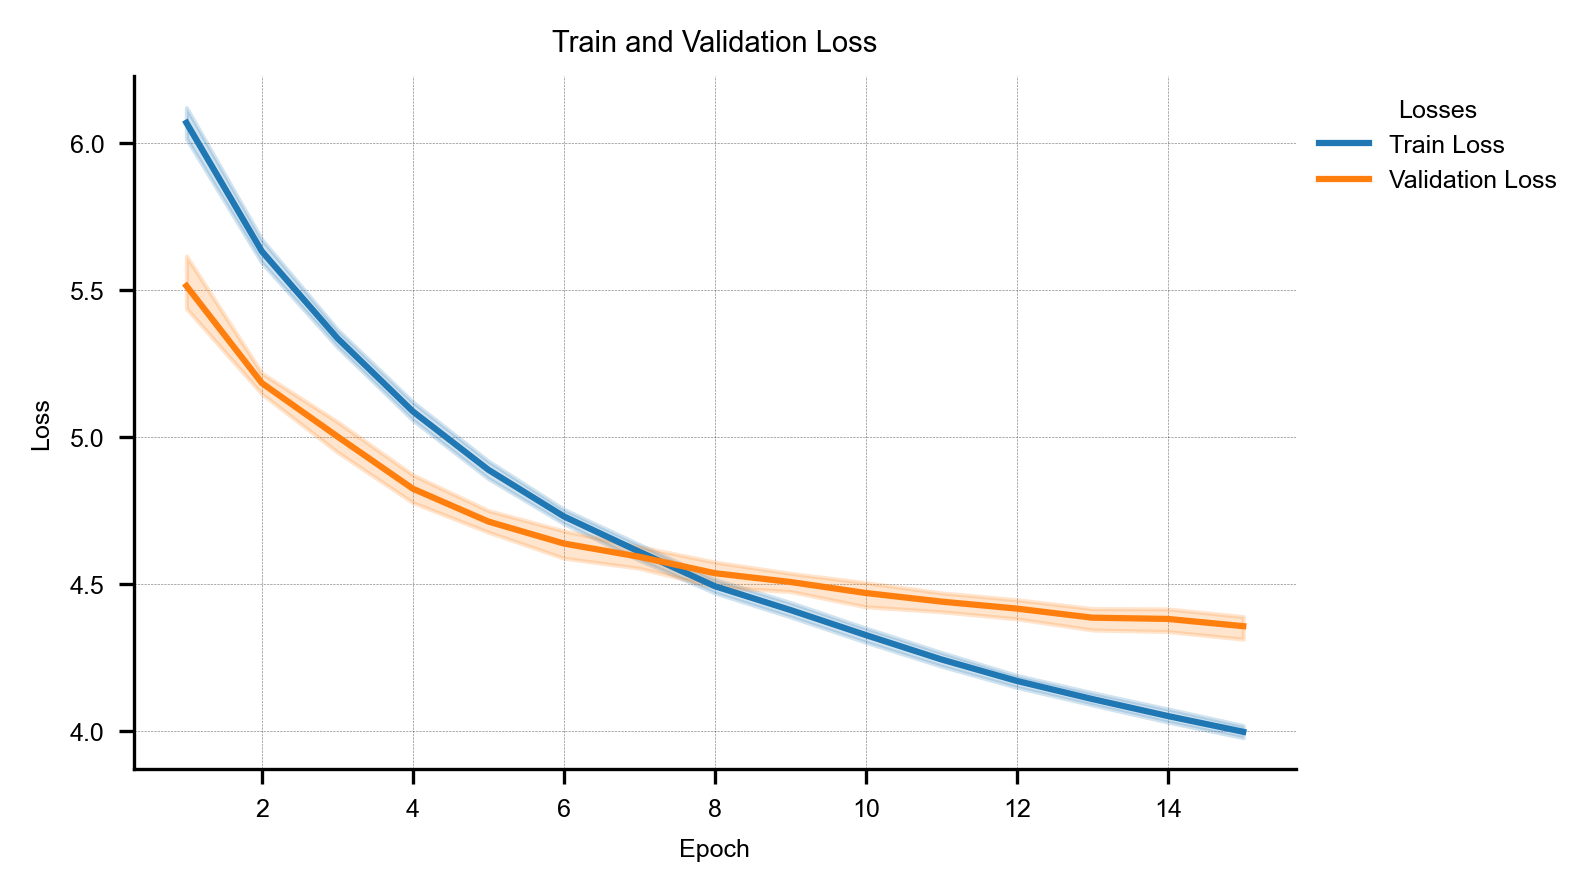 Train and Validation Loss
Losses
Train Loss
Validation Loss
6.0
5.5
5.0
4.5
4.0
Loss
2 4 6 8 10 12 14
Epoch